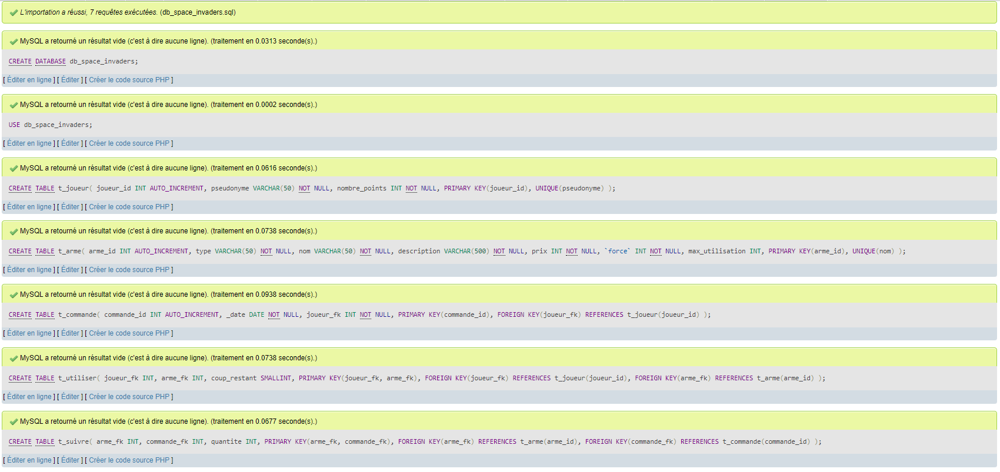 L'importation a réussi, 7 requêtes exécutées. (db_space_invaders.sql)
MySQL a retourné un résultat vide (c'est à dire aucune ligne). (traitement en 0.0313 seconde(s).)
CREATE DATABASE db_space_invaders;
[ Éditer en ligne ] [ Éditer ] [ Créer le code source PHP ]
MySQL a retourné un résultat vide (c'est à dire aucune ligne). (traitement en 0.0002 seconde(s).)
USE db_space_invaders;
[ Éditer en ligne ] [ Éditer ] [ Créer le code source PHP ]
MySQL a retourné un résultat vide (c'est à dire aucune ligne). (traitement en 0.0616 seconde(s).)
CREATE TABLE t_joueur( joueur_id INT AUTO_INCREMENT, pseudonyme VARCHAR(50) NOT NULL, nombre_points INT NOT NULL, PRIMARY KEY(joueur_id), UNIQUE(pseudonyme) );
[ Éditer en ligne ] [ Éditer ] [ Créer le code source PHP ]
MySQL a retourné un résultat vide (c'est à dire aucune ligne). (traitement en 0.0738 seconde(s).)
CREATE TABLE t_arme( arme_id INT AUTO_INCREMENT, type VARCHAR(50) NOT NULL, nom VARCHAR(50) NOT NULL, description VARCHAR(500) NOT NULL, prix INT NOT NULL, `force` INT NOT NULL, max_utilisation INT, PRIMARY KEY(arme_id), UNIQUE(nom) );
[ Éditer en ligne ] [ Éditer ] [ Créer le code source PHP ]
MySQL a retourné un résultat vide (c'est à dire aucune ligne). (traitement en 0.0938 seconde(s).)
CREATE TABLE t_commande( commande_id INT AUTO_INCREMENT, _date DATE NOT NULL, joueur_fk INT NOT NULL, PRIMARY KEY(commande_id), FOREIGN KEY(joueur_fk) REFERENCES t_joueur(joueur_id) );
[ Éditer en ligne ] [ Éditer ] [ Créer le code source PHP ]
MySQL a retourné un résultat vide (c'est à dire aucune ligne). (traitement en 0.0738 seconde(s).)
CREATE TABLE t_utiliser( joueur_fk INT, arme_fk INT, coup_restant SMALLINT, PRIMARY KEY(joueur_fk, arme_fk), FOREIGN KEY(joueur_fk) REFERENCES t_joueur(joueur_id), FOREIGN KEY(arme_fk) REFERENCES t_arme(arme_id) );
[ Éditer en ligne ] [ Éditer ] [ Créer le code source PHP ]
MySQL a retourné un résultat vide (c'est à dire aucune ligne). (traitement en 0.0677 seconde(s).)
CREATE TABLE t_suivre( arme_fk INT, commande_fk INT, quantite INT, PRIMARY KEY(arme_fk, commande_fk), FOREIGN KEY(arme_fk) REFERENCES t_arme(arme_id), FOREIGN KEY(commande_fk) REFERENCES t_commande(commande_id) );
[ Éditer en ligne ] [ Éditer ] [ Créer le code source PHP ]